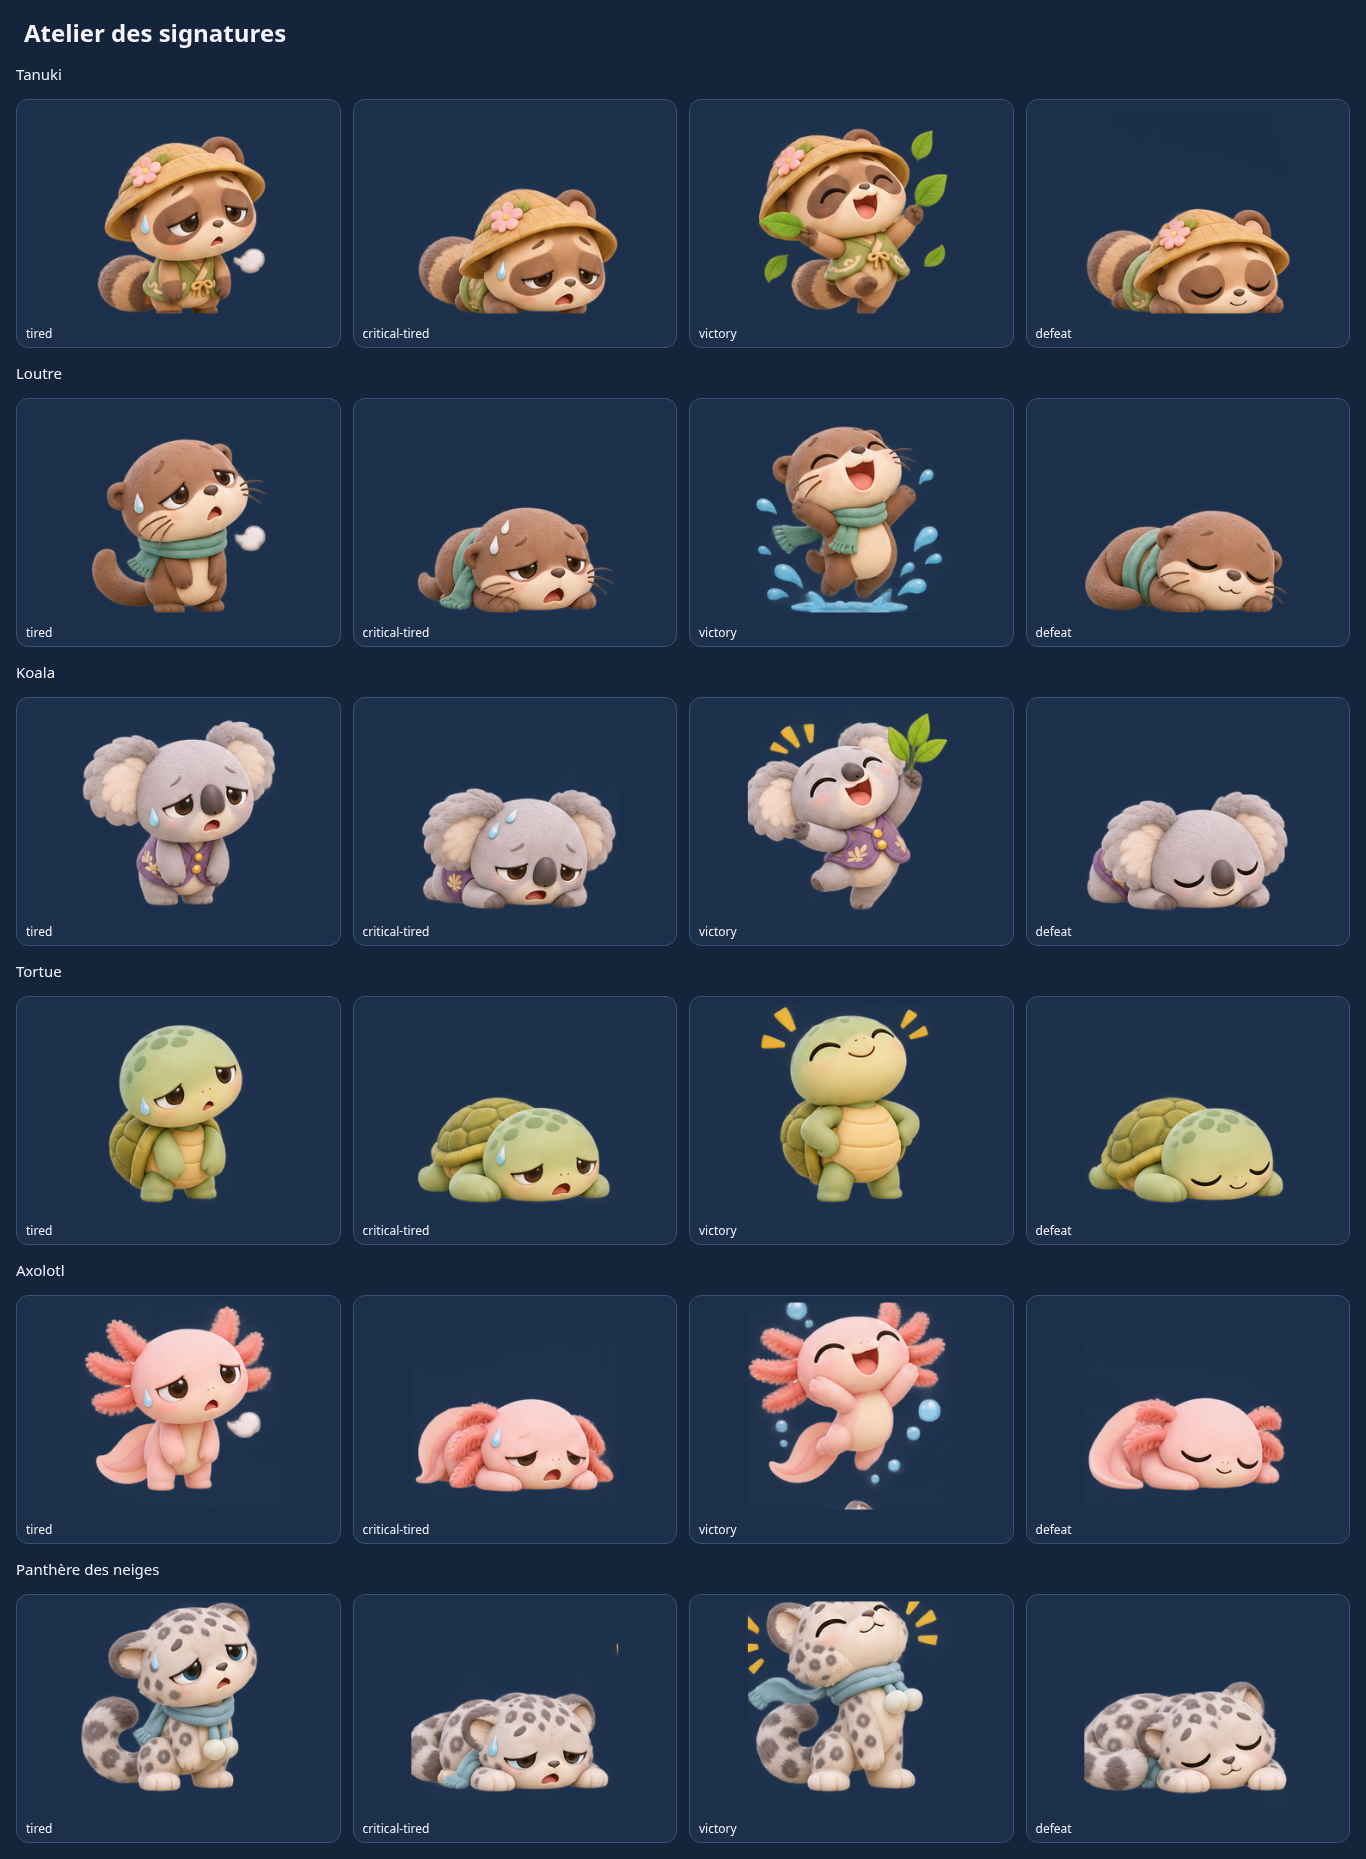 Atelier des signatures
Tanuki
tired critical-tired victory defeat
Loutre
tired critical-tired victory defeat
Koala
tired critical-tired victory defeat
Tortue
tired critical-tired victory defeat
Axolotl
tired critical-tired victory defeat
Panthère des neiges
tired critical-tired victory defeat